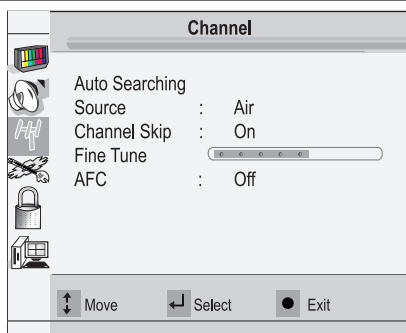 Channel
Auto Searching
Source : Air
Channel Skip : On
Fine Tune
AFC : Off
Move Select Exit